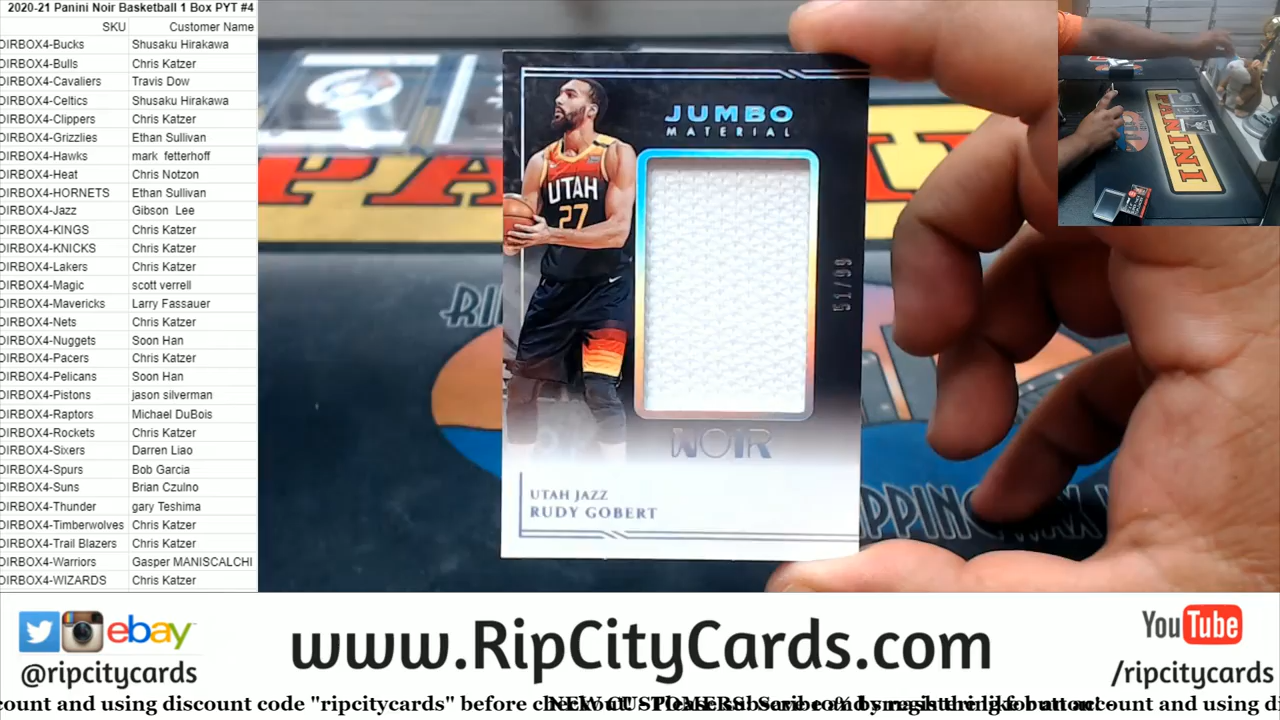 2020-21 Panini Noir Basketball 1 Box PYT #4
SKU Customer Name
DIRBOX4-Bucks Shusaku Hirakawa
DIRBOX4-Bulls Chris Katzer
DIRBOX4-Cavaliers Travis Dow
DIRBOX4-Celtics Shusaku Hirakawa
DIRBOX4-Clippers Chris Katzer
DIRBOX4-Grizzlies Ethan Sullivan
DIRBOX4-Hawks mark fetterhoff
DIRBOX4-Heat Chris Notzon
DIRBOX4-HORNETS Ethan Sullivan
DIRBOX4-Jazz Gibson Lee
DIRBOX4-KINGS Chris Katzer
DIRBOX4-KNICKS Chris Katzer
DIRBOX4-Lakers Chris Katzer
DIRBOX4-Magic scott verrell
DIRBOX4-Mavericks Larry Fassauer
DIRBOX4-Nets Chris Katzer
DIRBOX4-Nuggets Soon Han
DIRBOX4-Pacers Chris Katzer
DIRBOX4-Pelicans Soon Han
DIRBOX4-Pistons jason silverman
DIRBOX4-Raptors Michael DuBois
DIRBOX4-Rockets Chris Katzer
DIRBOX4-Sixers Darren Liao
DIRBOX4-Spurs Bob Garcia
DIRBOX4-Suns Brian Czulno
DIRBOX4-Thunder gary Teshima
DIRBOX4-Timberwolves Chris Katzer
DIRBOX4-Trail Blazers Chris Katzer
DIRBOX4-Warriors Gasper MANISCALCHI
DIRBOX4-WIZARDS Chris Katzer
JUMBO
MATERIAL
UTAH
27
51/99
NOIR
UTAH JAZZ
RUDY GOBERT
PANINI
PANINI
ebay
@ripcitycards
www.RipCityCards.com
YouTube
/ripcitycards
count and using discount code "ripcitycards" before